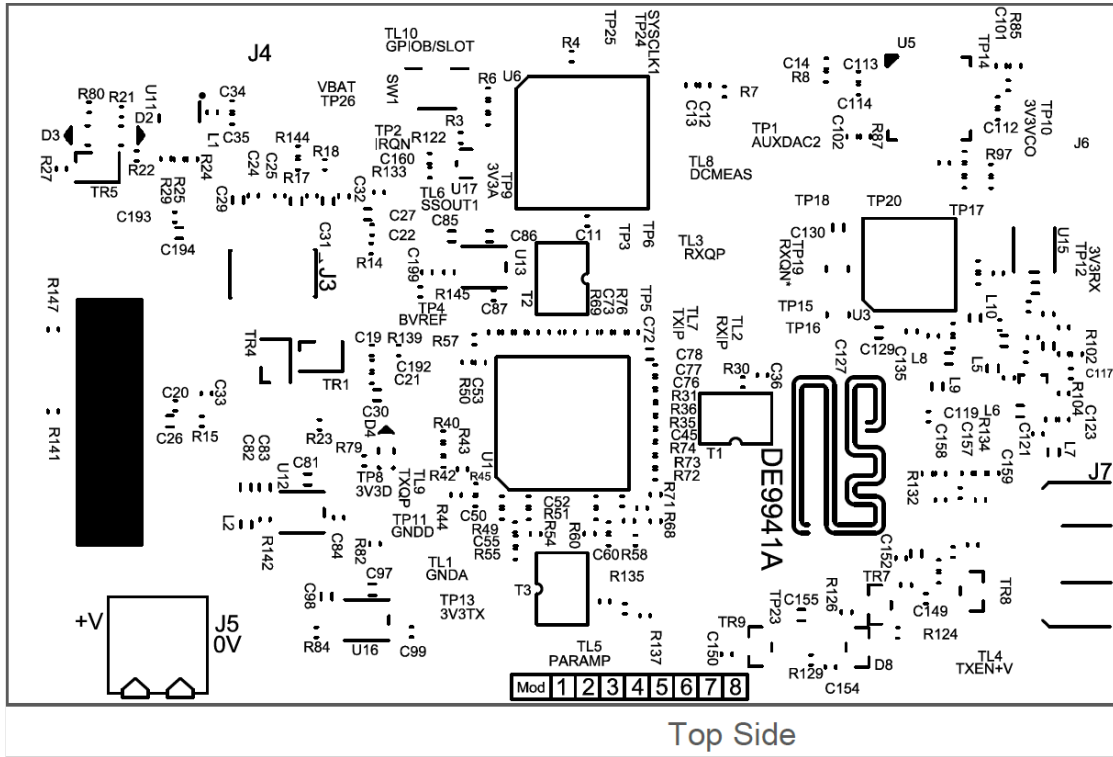 TL10
GPIOB/SLOT
TP25
TP24
SYSCLK1
R4
J4
SW1
VBAT
TP26
R6
U6
U5
C14
R8
C113
C114
TP14
C101
R85
R80
R21
U11
D2
D3
L1
C34
C35
R27
R22
TR5
R24
R25
R29
C193
C194
C24
C25
R144
R17
R18
C29
C31
C32
TP2
IRQN
C160
R133
R122
R3
U17
TP9
3V3A
TL6
SSOUT1
C13
C12
R7
TP1
AUXDAC2
TL8
DCMEAS
C102
R87
C112
3V3VCO
TP10
J6
R97
TP18
TP20
TP17
C130
C27
C22
R14
C85
C86
C11
TP3
TP6
TL3
RXQP
TP19
RXQN*
U15
TP12
3V3RX
J3
C199
U13
R145
C87
T2
TP4
BVREF
R69
C73
R76
TP5
C72
TL7
TXIP
TL2
RXIP
TP15
TP16
U3
R147
TR4
TR1
C19
R139
C192
C21
R57
R50
C53
C78
C77
C76
R31
R36
R35
C45
R74
R73
R72
R30
C36
T1
C127
C129
C135
L8
L10
L5
L9
R102
C117
R104
C20
C33
C26
R15
R141
C30
D4
R23
R79
R40
R43
R42
R45
U1
C119
L6
C158
C157
R134
C121
C159
C123
L7
R132
J7
C82
C83
U12
C81
TP8
3V3D
TL9
TXQP
TP11
GNDD
R44
C50
R49
C55
R55
C52
R51
R54
R60
C60
R58
R71
R68
DE9941A
L2
R142
C84
R82
TL1
GNDA
C97
C98
TP13
3V3TX
T3
R135
C152
TR7
TR8
R126
C155
TP23
C149
R124
+V
J5
0V
R84
U16
C99
TL5
PARAMP
R137
C150
TR9
R129
C154
D8
TL4
TXEN+V
Mod 1 2 3 4 5 6 7 8
Top Side